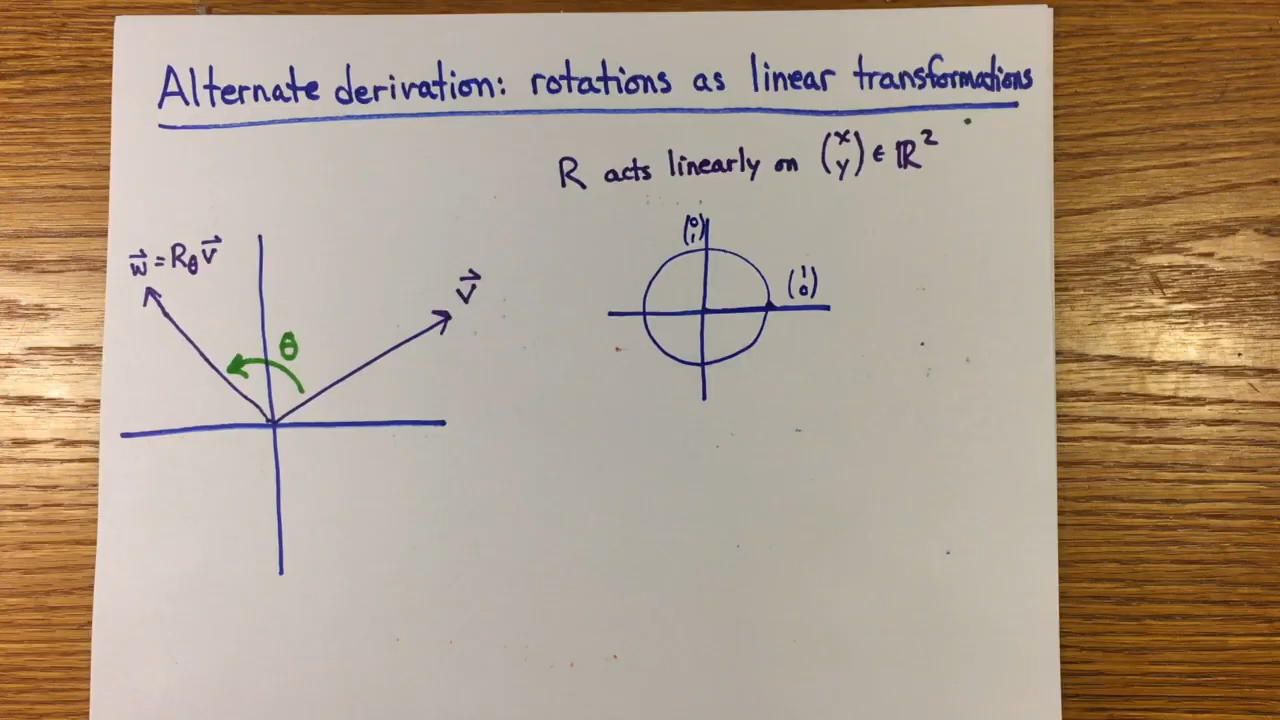 Alternate derivation: rotations as linear transformations
R acts linearly on (x y) ∈ ℝ²
w⃗ = R_θ v⃗
v⃗
θ
(0 1)
(1 0)